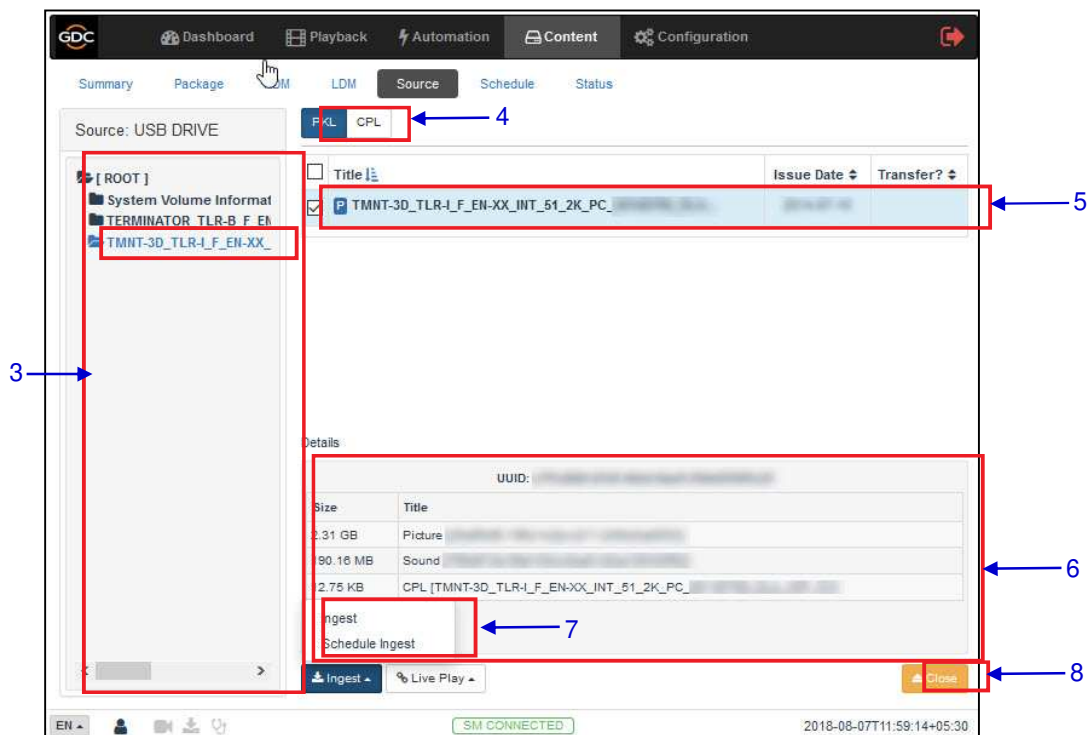 GDC Dashboard Playback Automation Content Configuration
Summary Package DM LDM Source Schedule Status
Source: USB DRIVE
PKL CPL
4
[ ROOT ]
System Volume Informat
TERMINATOR_TLR-B_F_EN
TMNT-3D_TLR-I_F_EN-XX_
Title Issue Date Transfer?
P TMNT-3D_TLR-I_F_EN-XX_INT_51_2K_PC_
5
3
Details
UUID:
Size Title
2.31 GB Picture
190.16 MB Sound
12.75 KB CPL [TMNT-3D_TLR-I_F_EN-XX_INT_51_2K_PC_
6
Ingest
Schedule Ingest
7
Ingest Live Play Close
8
EN SM CONNECTED 2018-08-07T11:59:14+05:30